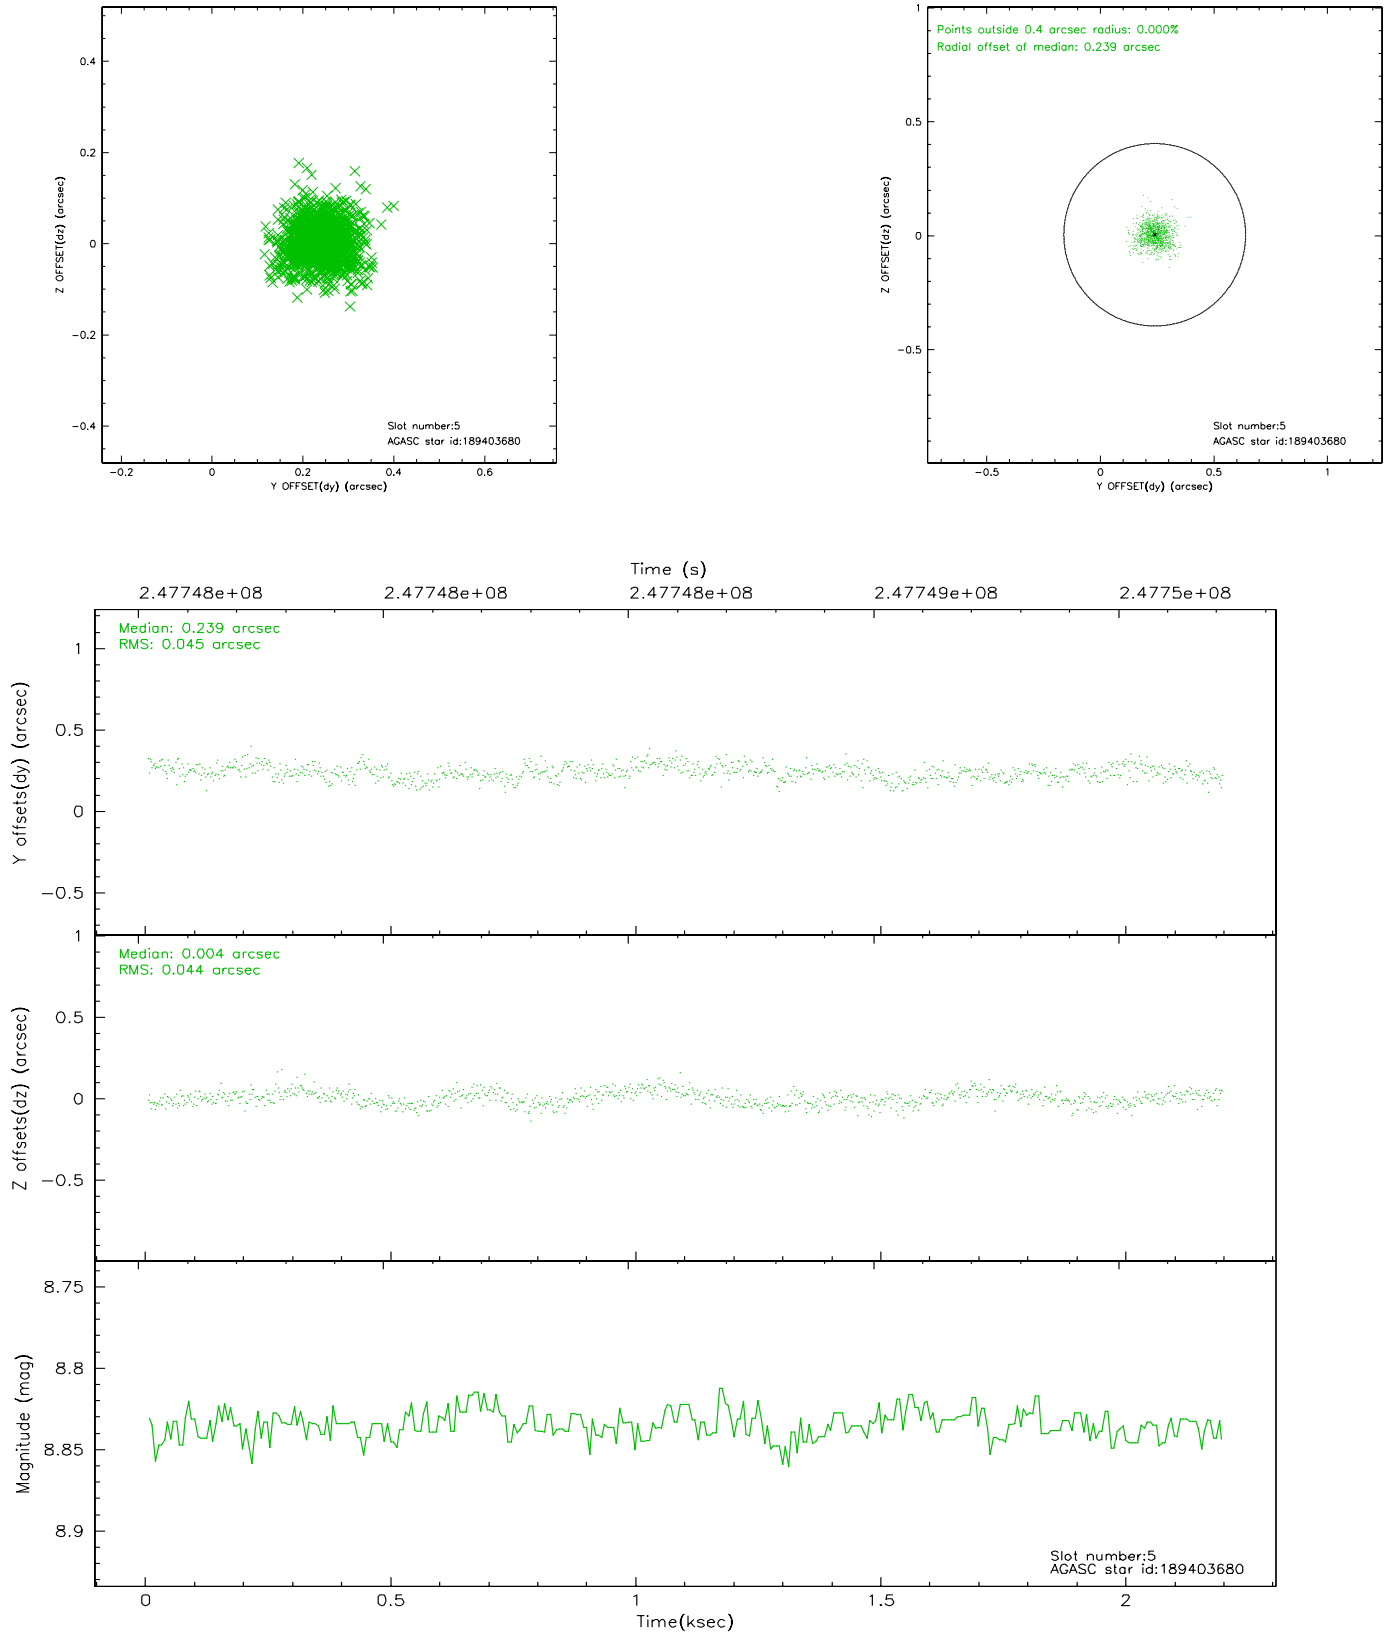 0.4
0.2
0
−0.2
−0.4
Z OFFSET(dz) (arcsec)
Slot number:5
AGASC star id:189403680
−0.2 0 0.2 0.4 0.6
Y OFFSET(dy) (arcsec)
Points outside 0.4 arcsec radius: 0.000%
Radial offset of median: 0.239 arcsec
1
0.5
0
−0.5
Z OFFSET(dz) (arcsec)
Slot number:5
AGASC star id:189403680
−0.5 0 0.5 1
Y OFFSET(dy) (arcsec)
Time (s)
2.47748e+08 2.47748e+08 2.47748e+08 2.47749e+08 2.4775e+08
Median: 0.239 arcsec
RMS: 0.045 arcsec
1
0.5
0
−0.5
Y offsets(dy) (arcsec)
Median: 0.004 arcsec
RMS: 0.044 arcsec
1
0.5
0
−0.5
Z offsets(dz) (arcsec)
8.75
8.8
8.85
8.9
Magnitude (mag)
Slot number:5
AGASC star id:189403680
0 0.5 1 1.5 2
Time(ksec)